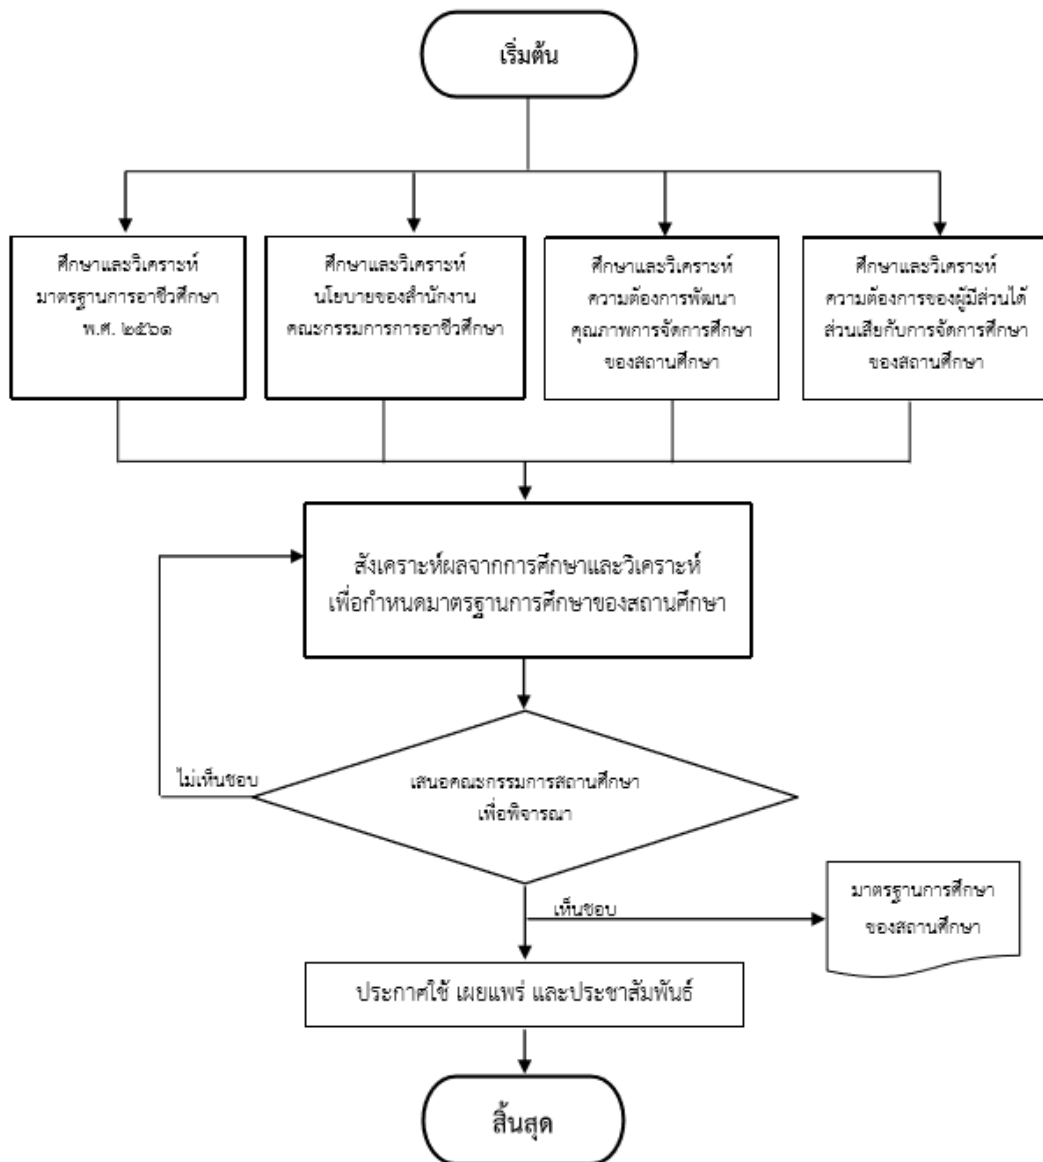 เริ่มต้น
ศึกษาและวิเคราะห์
มาตรฐานการอาชีวศึกษา
พ.ศ. ๒๕๖๑
ศึกษาและวิเคราะห์
นโยบายของสำนักงาน
คณะกรรมการการอาชีวศึกษา
ศึกษาและวิเคราะห์
ความต้องการพัฒนา
คุณภาพการจัดการศึกษา
ของสถานศึกษา
ศึกษาและวิเคราะห์
ความต้องการของผู้มีส่วนได้
ส่วนเสียกับการจัดการศึกษา
ของสถานศึกษา
สังเคราะห์ผลจากการศึกษาและวิเคราะห์
เพื่อกำหนดมาตรฐานการศึกษาของสถานศึกษา
ไม่เห็นชอบ
เสนอคณะกรรมการสถานศึกษา
เพื่อพิจารณา
เห็นชอบ
มาตรฐานการศึกษา
ของสถานศึกษา
ประกาศใช้ เผยแพร่ และประชาสัมพันธ์
สิ้นสุด